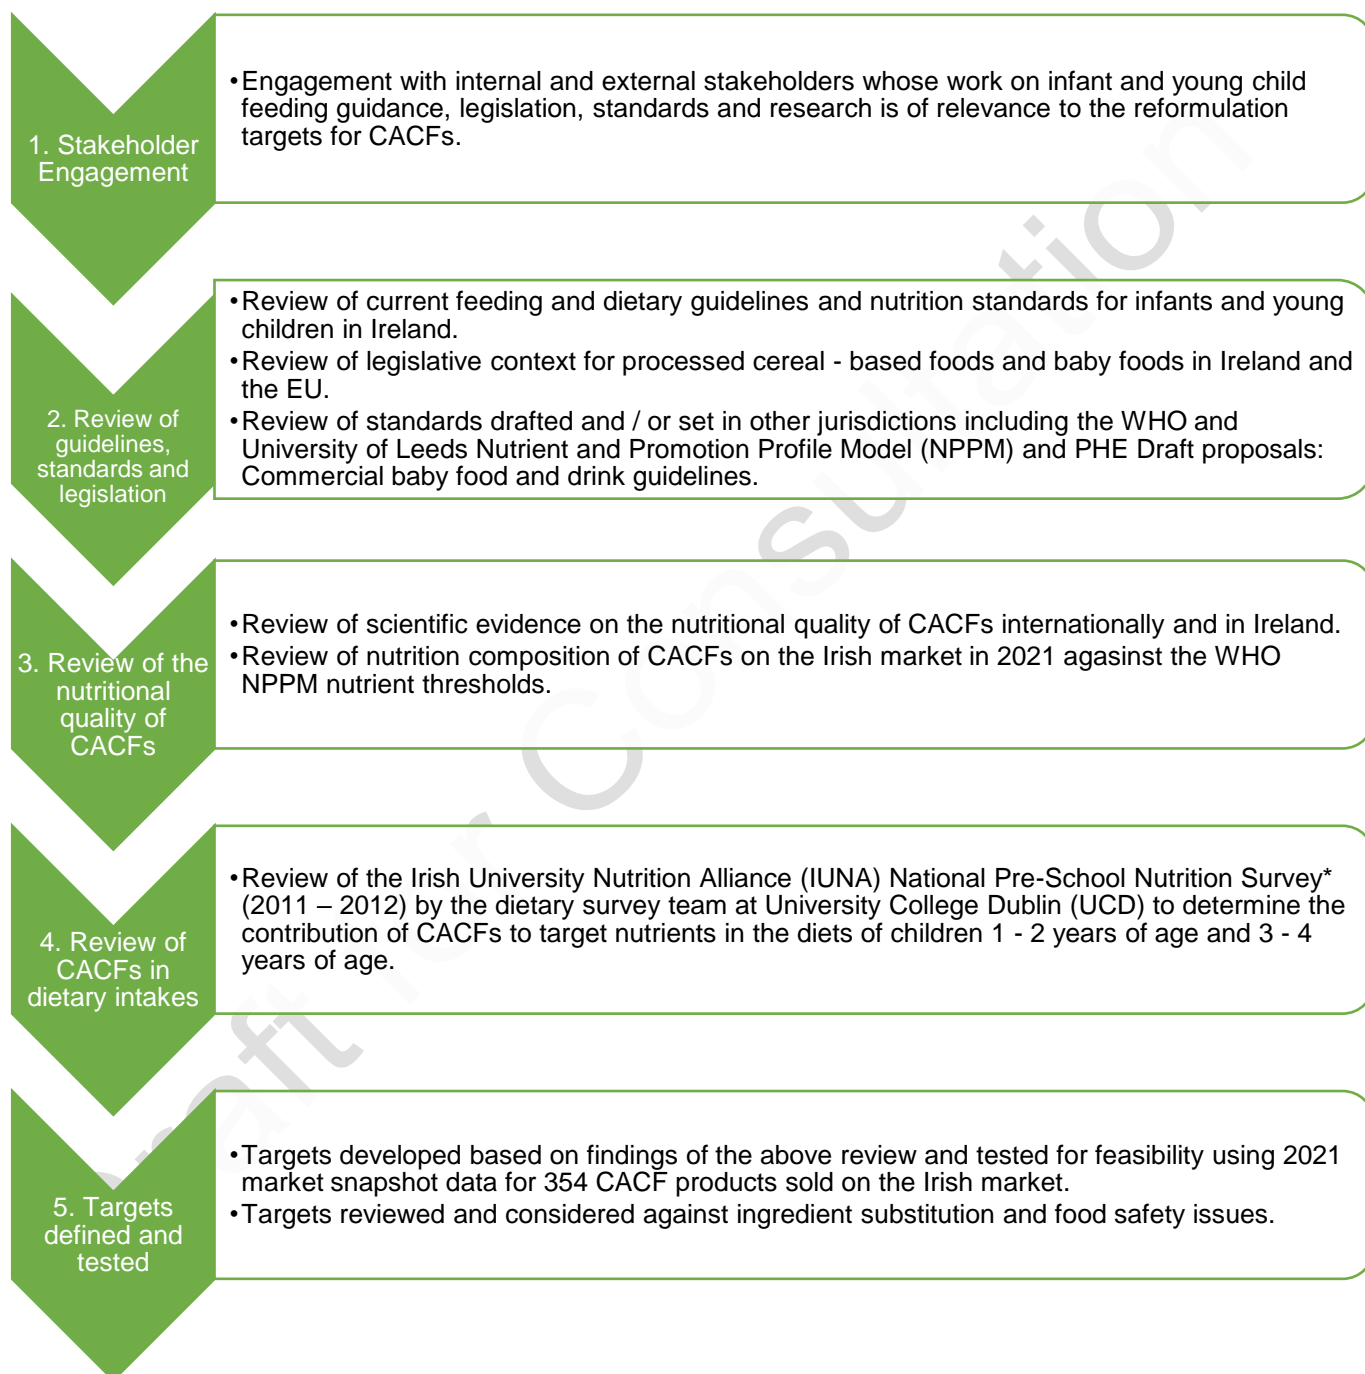 1. Stakeholder
Engagement
•Engagement with internal and external stakeholders whose work on infant and young child
feeding guidance, legislation, standards and research is of relevance to the reformulation
targets for CACFs.
2. Review of
guidelines,
standards and
legislation
•Review of current feeding and dietary guidelines and nutrition standards for infants and young
children in Ireland.
•Review of legislative context for processed cereal - based foods and baby foods in Ireland and
the EU.
•Review of standards drafted and / or set in other jurisdictions including the WHO and
University of Leeds Nutrient and Promotion Profile Model (NPPM) and PHE Draft proposals:
Commercial baby food and drink guidelines.
3. Review of the
nutritional
quality of
CACFs
•Review of scientific evidence on the nutritional quality of CACFs internationally and in Ireland.
•Review of nutrition composition of CACFs on the Irish market in 2021 agasinst the WHO
NPPM nutrient thresholds.
4. Review of
CACFs in
dietary intakes
•Review of the Irish University Nutrition Alliance (IUNA) National Pre-School Nutrition Survey*
(2011 – 2012) by the dietary survey team at University College Dublin (UCD) to determine the
contribution of CACFs to target nutrients in the diets of children 1 - 2 years of age and 3 - 4
years of age.
5. Targets
defined and
tested
•Targets developed based on findings of the above review and tested for feasibility using 2021
market snapshot data for 354 CACF products sold on the Irish market.
•Targets reviewed and considered against ingredient substitution and food safety issues.
Draft for Consultation